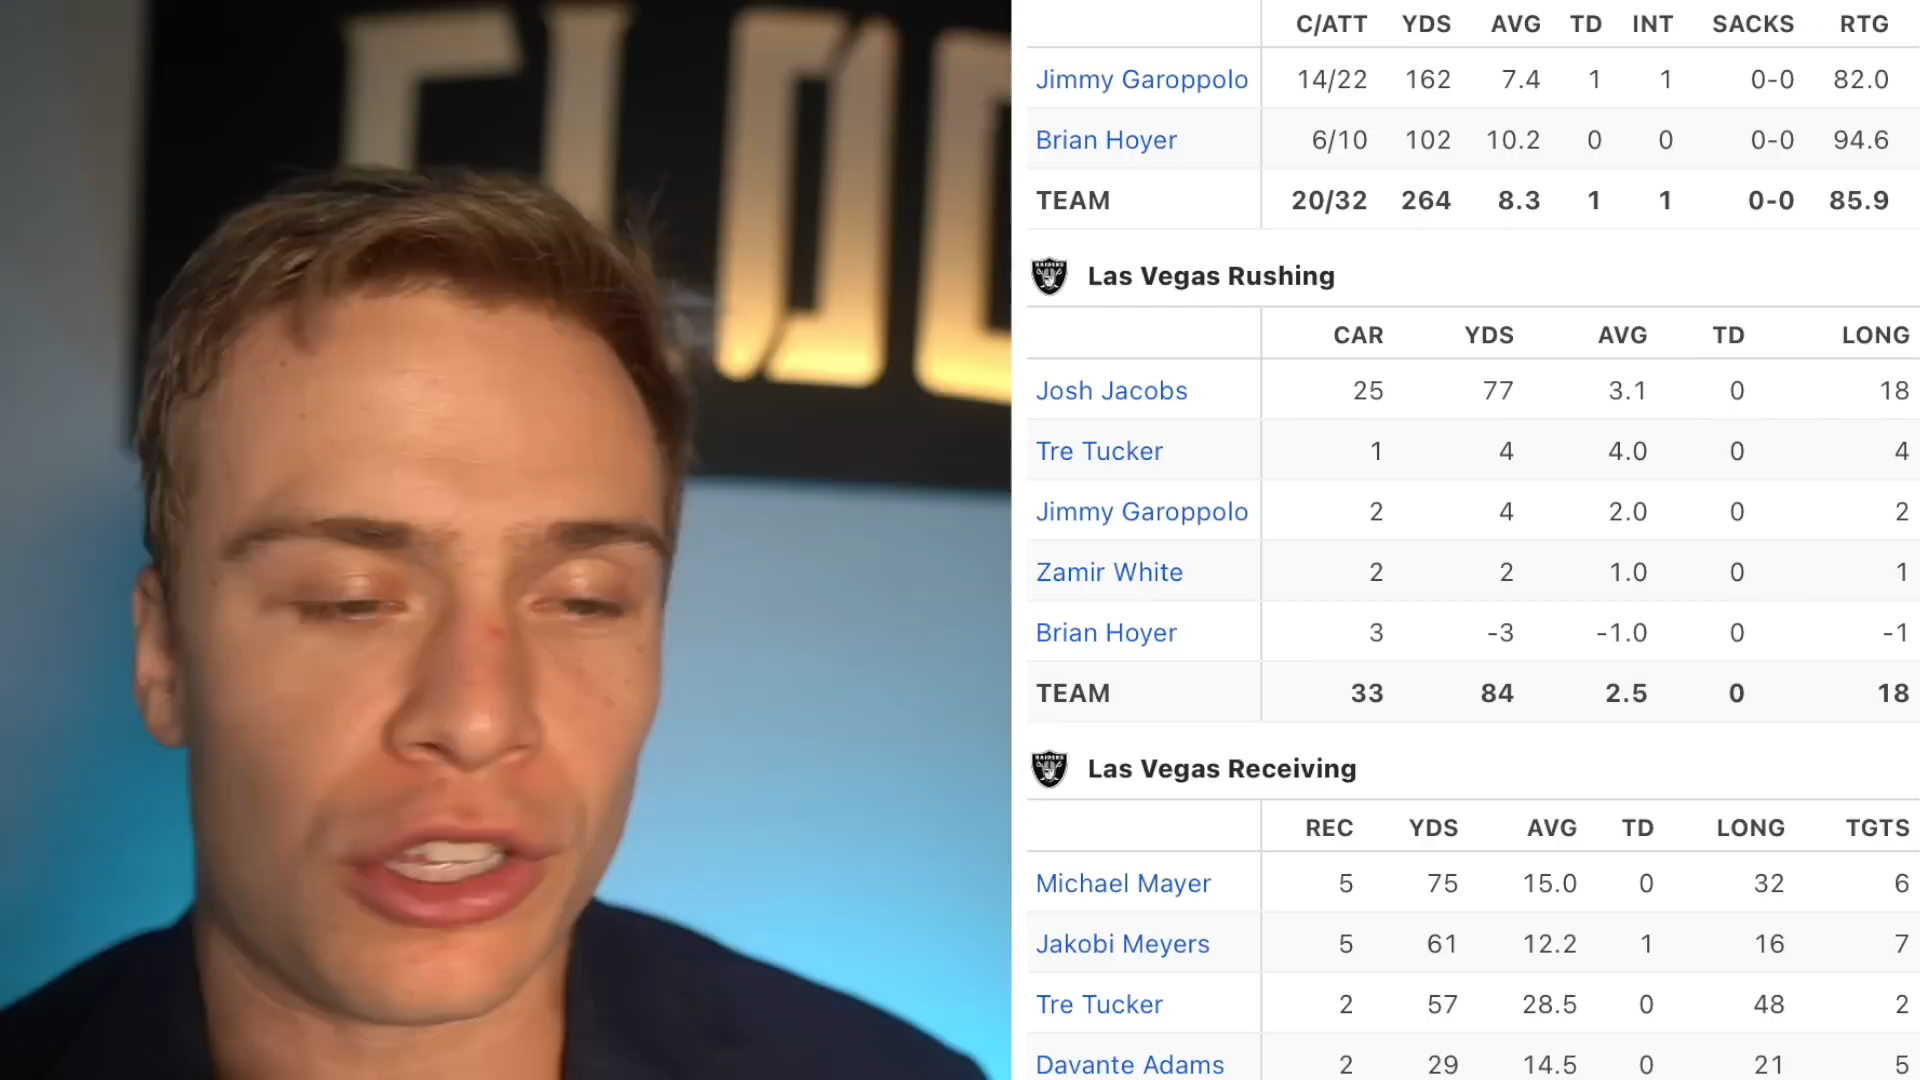 FLOC
C/ATT YDS AVG TD INT SACKS RTG
Jimmy Garoppolo 14/22 162 7.4 1 1 0-0 82.0
Brian Hoyer 6/10 102 10.2 0 0 0-0 94.6
TEAM 20/32 264 8.3 1 1 0-0 85.9
RAIDERS Las Vegas Rushing
CAR YDS AVG TD LONG
Josh Jacobs 25 77 3.1 0 18
Tre Tucker 1 4 4.0 0 4
Jimmy Garoppolo 2 4 2.0 0 2
Zamir White 2 2 1.0 0 1
Brian Hoyer 3 -3 -1.0 0 -1
TEAM 33 84 2.5 0 18
RAIDERS Las Vegas Receiving
REC YDS AVG TD LONG TGTS
Michael Mayer 5 75 15.0 0 32 6
Jakobi Meyers 5 61 12.2 1 16 7
Tre Tucker 2 57 28.5 0 48 2
Davante Adams 2 29 14.5 0 21 5